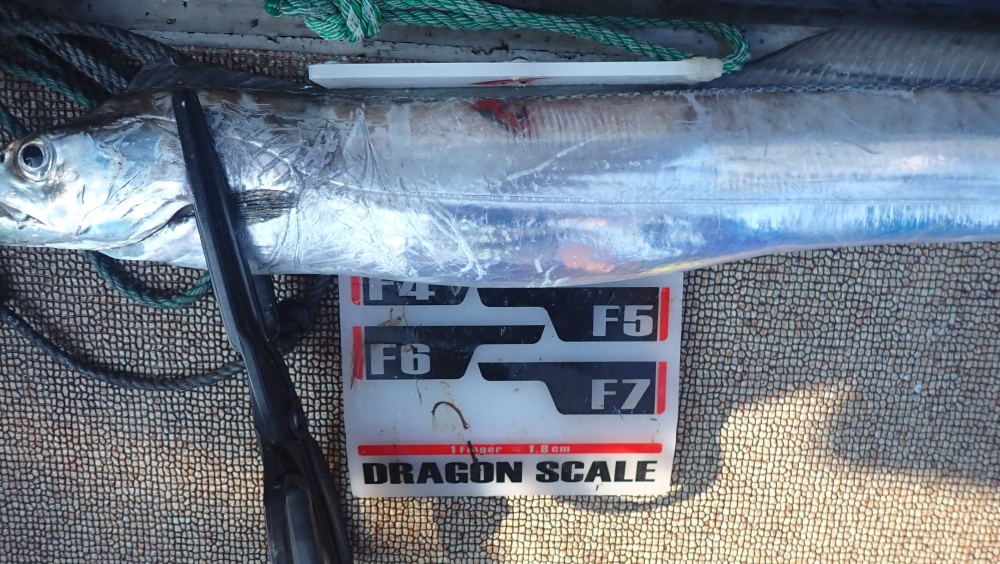 F4
F5
F6
F7
1 finger = 1.8 cm
DRAGON SCALE